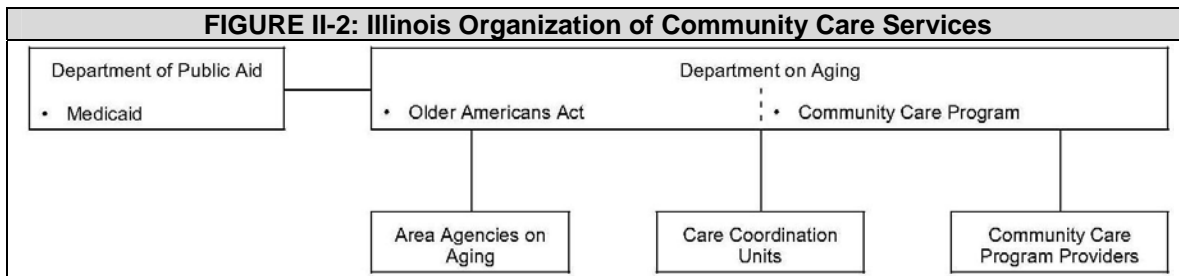 FIGURE II-2: Illinois Organization of Community Care Services
Department of Public Aid
• Medicaid
Department on Aging
• Older Americans Act
• Community Care Program
Area Agencies on
Aging
Care Coordination
Units
Community Care
Program Providers